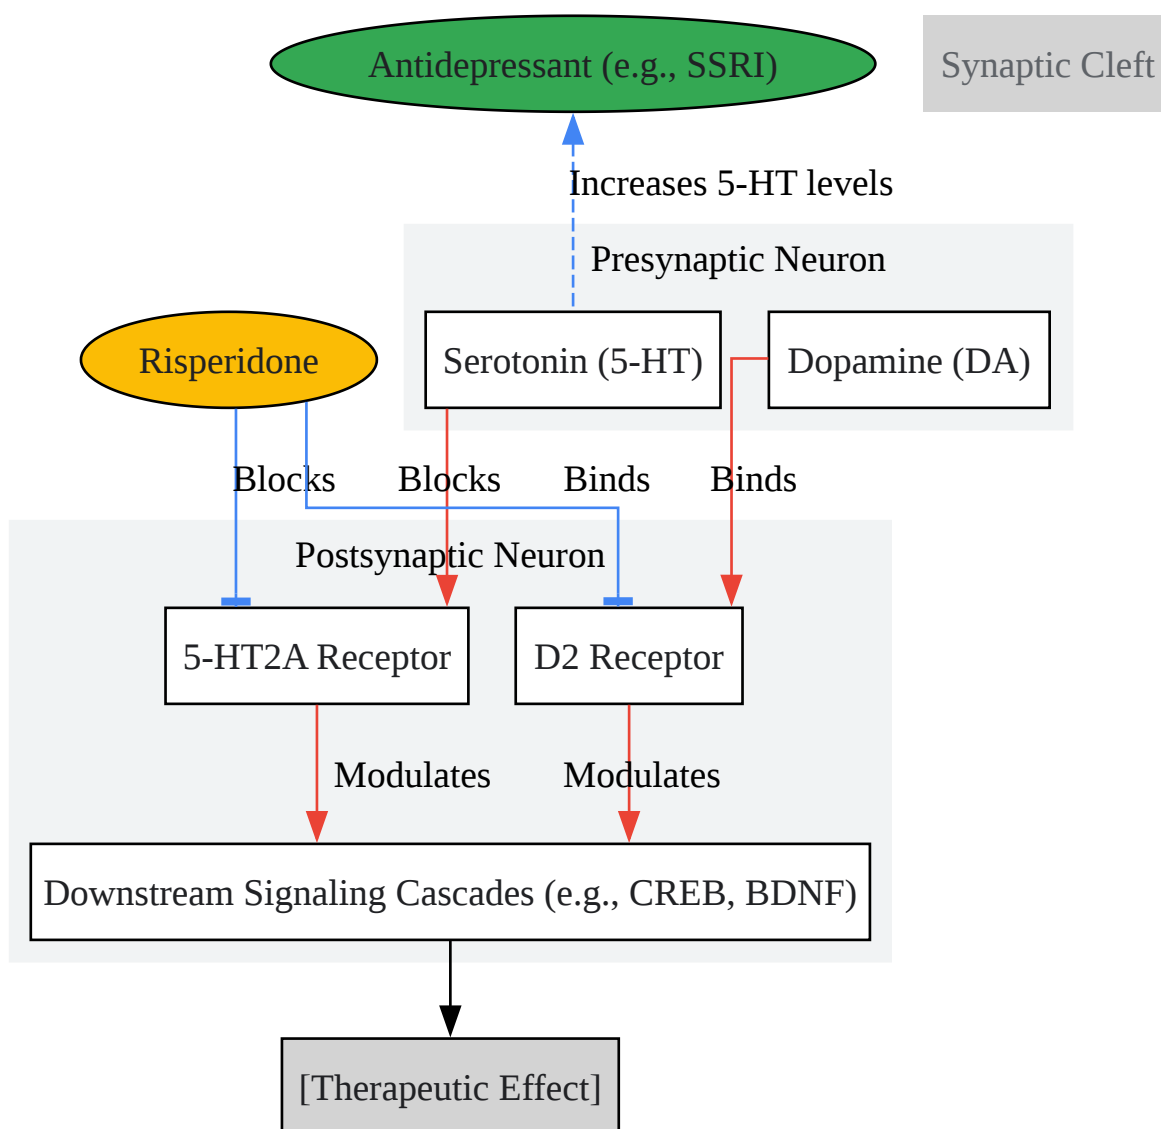 Antidepressant (e.g., SSRI)
Synaptic Cleft
Increases 5-HT levels
Presynaptic Neuron
Risperidone
Serotonin (5-HT)
Dopamine (DA)
Blocks
Blocks
Binds
Binds
Postsynaptic Neuron
5-HT2A Receptor
D2 Receptor
Modulates
Modulates
Downstream Signaling Cascades (e.g., CREB, BDNF)
[Therapeutic Effect]